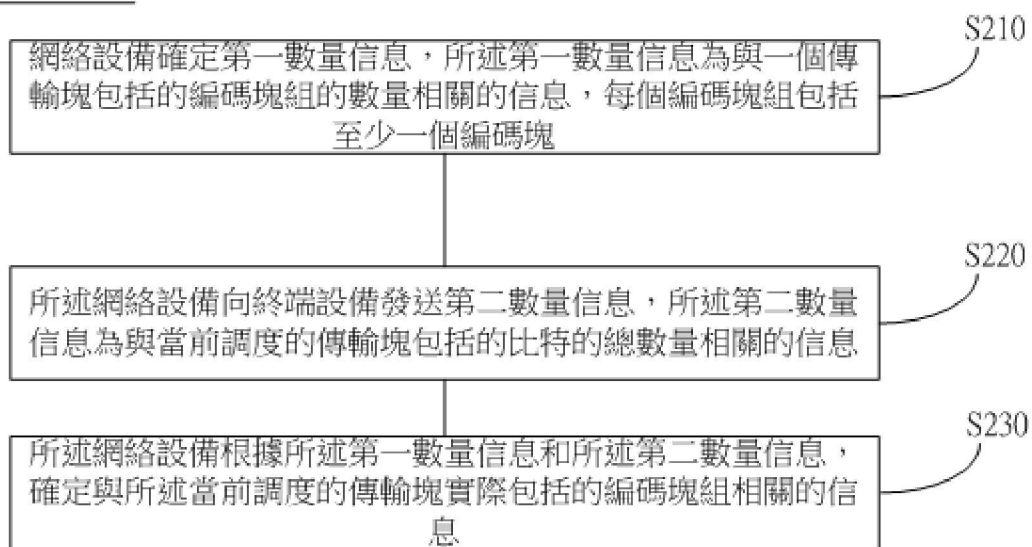 S210
網絡設備確定第一數量信息，所述第一數量信息為與一個傳
輸塊包括的編碼塊組的數量相關的信息，每個編碼塊組包括
至少一個編碼塊
S220
所述網絡設備向終端設備發送第二數量信息，所述第二數量
信息為與當前調度的傳輸塊包括的比特的總數量相關的信息
S230
所述網絡設備根據所述第一數量信息和所述第二數量信息，
確定與所述當前調度的傳輸塊實際包括的編碼塊組相關的信
息